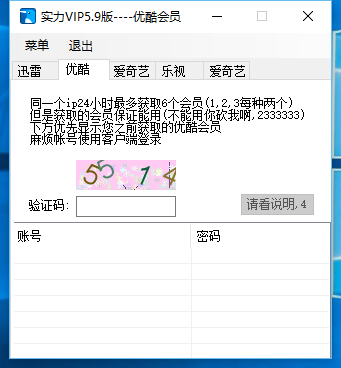 实力VIP5.9版----优酷会员
菜单 退出
迅雷 优酷 爱奇艺 乐视 爱奇艺
同一个ip24小时最多获取6个会员(1,2,3每种两个)
但是获取的会员保证能用(不能用你砍我啊,2333333)
下方优先显示您之前获取的优酷会员
麻烦帐号使用客户端登录
55 14
验证码:
请看说明,4
账号 密码